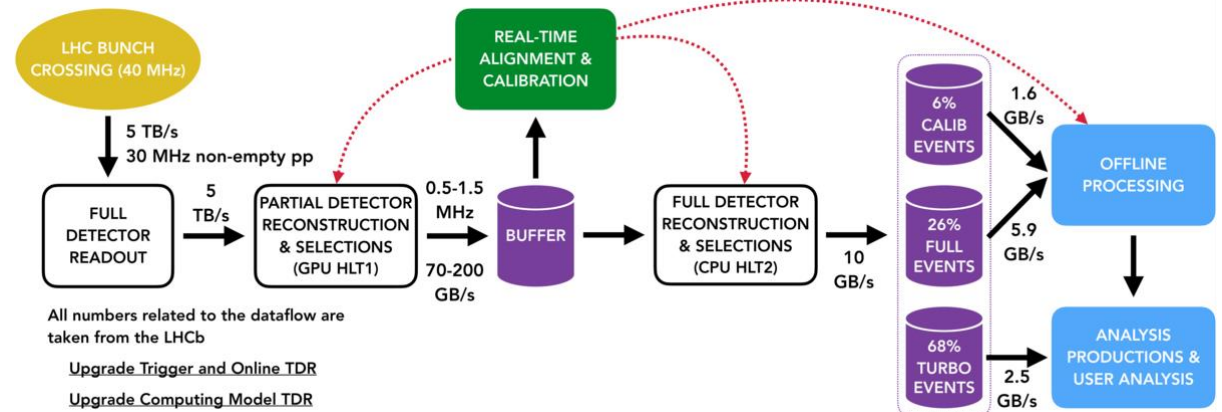 LHC BUNCH
CROSSING (40 MHz)
5 TB/s
30 MHz non-empty pp
FULL
DETECTOR
READOUT
5
TB/s
PARTIAL DETECTOR
RECONSTRUCTION
& SELECTIONS
(GPU HLT1)
0.5-1.5
MHz
70-200
GB/s
BUFFER
REAL-TIME
ALIGNMENT &
CALIBRATION
FULL DETECTOR
RECONSTRUCTION
& SELECTIONS
(CPU HLT2)
10
GB/s
6%
CALIB
EVENTS
1.6
GB/s
26%
FULL
EVENTS
5.9
GB/s
68%
TURBO
EVENTS
2.5
GB/s
OFFLINE
PROCESSING
ANALYSIS
PRODUCTIONS &
USER ANALYSIS
All numbers related to the dataflow are
taken from the LHCb
Upgrade Trigger and Online TDR
Upgrade Computing Model TDR